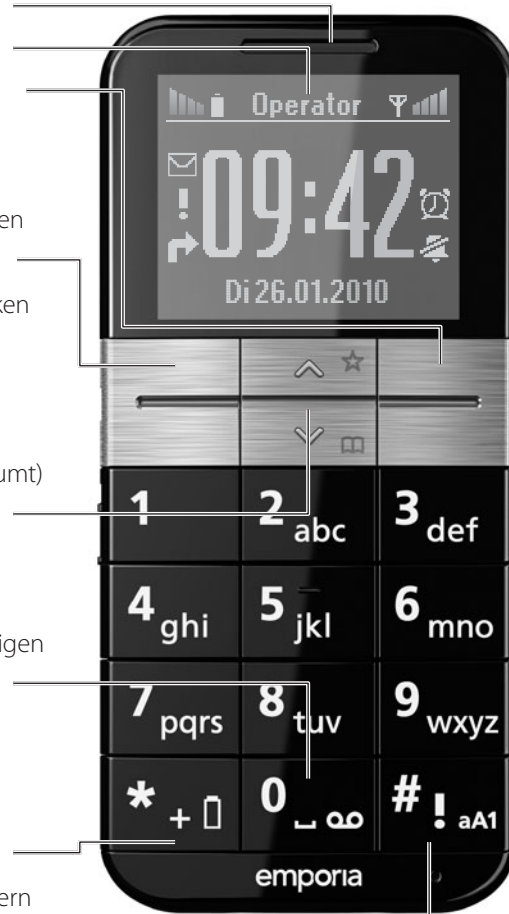 Operator
09:42
Di 26.01.2010
en
ken
umt)
1 2 abc 3 def
4 ghi 5 jkl 6 mno
igen
7 pqrs 8 tuv 9 wxyz
* + 0 # ! aA1
emporia
ern